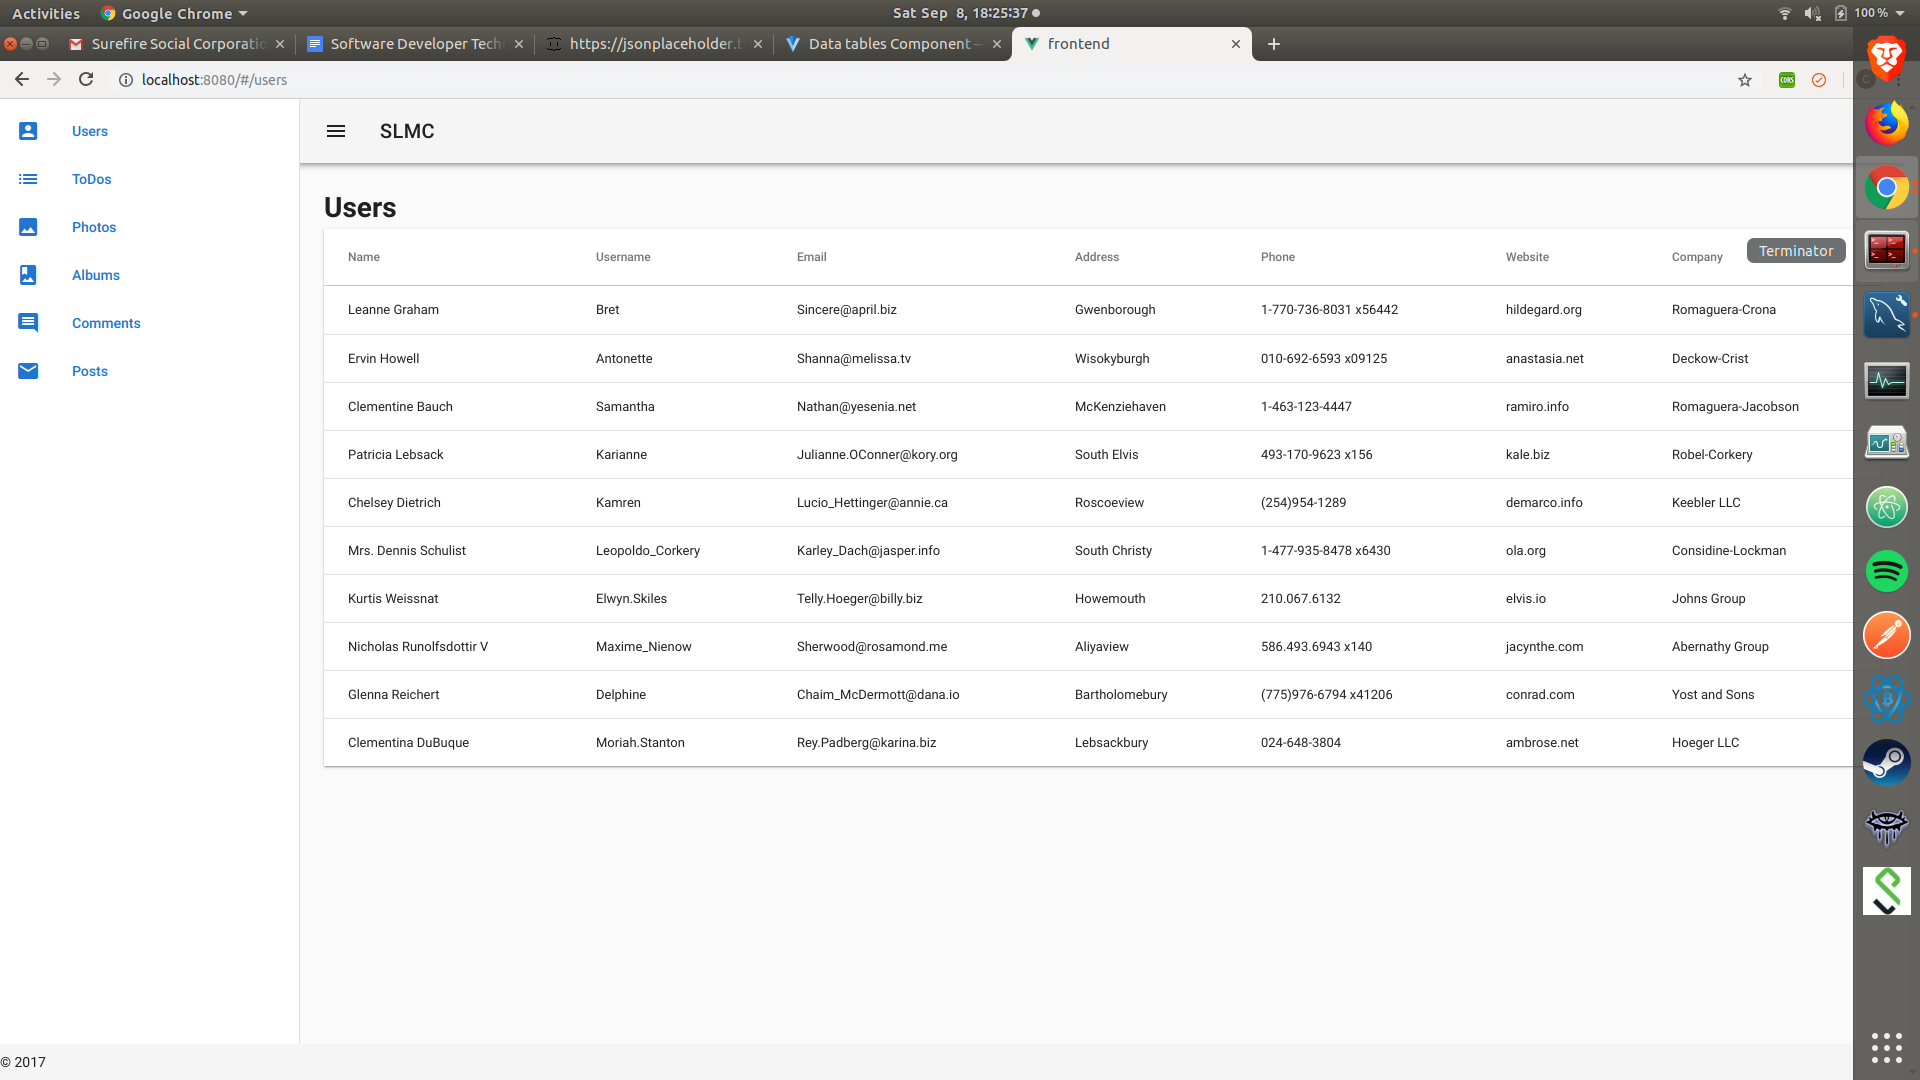 Activities Google Chrome Sat Sep 8, 18:25:37 100 %
Surefire Social Corporatio Software Developer Tech https://jsonplaceholder.t Data tables Component — frontend
localhost:8080/#/users CORS
Users
ToDos
Photos
Albums
Comments
Posts
SLMC
Users
Name Username Email Address Phone Website Company Terminator
Leanne Graham Bret Sincere@april.biz Gwenborough 1-770-736-8031 x56442 hildegard.org Romaguera-Crona
Ervin Howell Antonette Shanna@melissa.tv Wisokyburgh 010-692-6593 x09125 anastasia.net Deckow-Crist
Clementine Bauch Samantha Nathan@yesenia.net McKenziehaven 1-463-123-4447 ramiro.info Romaguera-Jacobson
Patricia Lebsack Karianne Julianne.OConner@kory.org South Elvis 493-170-9623 x156 kale.biz Robel-Corkery
Chelsey Dietrich Kamren Lucio_Hettinger@annie.ca Roscoeview (254)954-1289 demarco.info Keebler LLC
Mrs. Dennis Schulist Leopoldo_Corkery Karley_Dach@jasper.info South Christy 1-477-935-8478 x6430 ola.org Considine-Lockman
Kurtis Weissnat Elwyn.Skiles Telly.Hoeger@billy.biz Howemouth 210.067.6132 elvis.io Johns Group
Nicholas Runolfsdottir V Maxime_Nienow Sherwood@rosamond.me Aliyaview 586.493.6943 x140 jacynthe.com Abernathy Group
Glenna Reichert Delphine Chaim_McDermott@dana.io Bartholomebury (775)976-6794 x41206 conrad.com Yost and Sons
Clementina DuBuque Moriah.Stanton Rey.Padberg@karina.biz Lebsackbury 024-648-3804 ambrose.net Hoeger LLC
© 2017